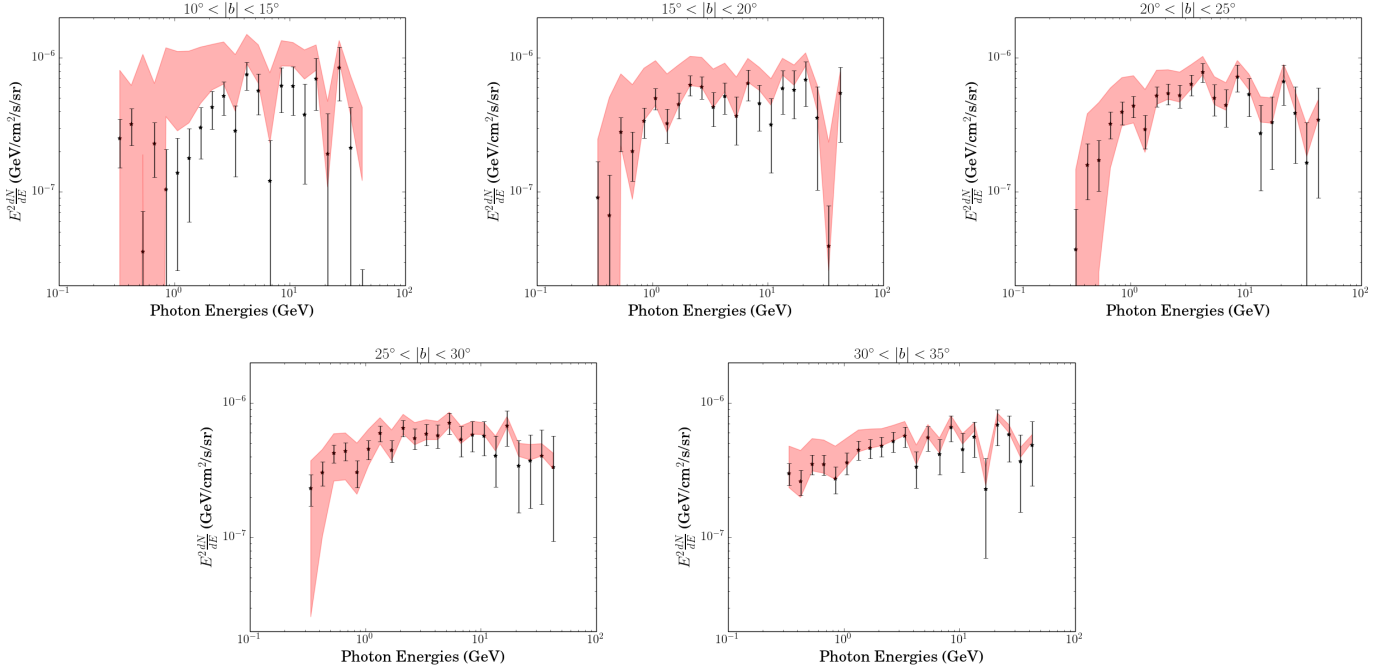 10° < |b| < 15°
15° < |b| < 20°
20° < |b| < 25°
E² dN/dE (GeV/cm²/s/sr)
10⁻⁶
10⁻⁷
10⁻¹ 10⁰ 10¹ 10²
Photon Energies (GeV)
E² dN/dE (GeV/cm²/s/sr)
10⁻⁶
10⁻⁷
10⁻¹ 10⁰ 10¹ 10²
Photon Energies (GeV)
E² dN/dE (GeV/cm²/s/sr)
10⁻⁶
10⁻⁷
10⁻¹ 10⁰ 10¹ 10²
Photon Energies (GeV)
25° < |b| < 30°
30° < |b| < 35°
E² dN/dE (GeV/cm²/s/sr)
10⁻⁶
10⁻⁷
10⁻¹ 10⁰ 10¹ 10²
Photon Energies (GeV)
E² dN/dE (GeV/cm²/s/sr)
10⁻⁶
10⁻⁷
10⁻¹ 10⁰ 10¹ 10²
Photon Energies (GeV)